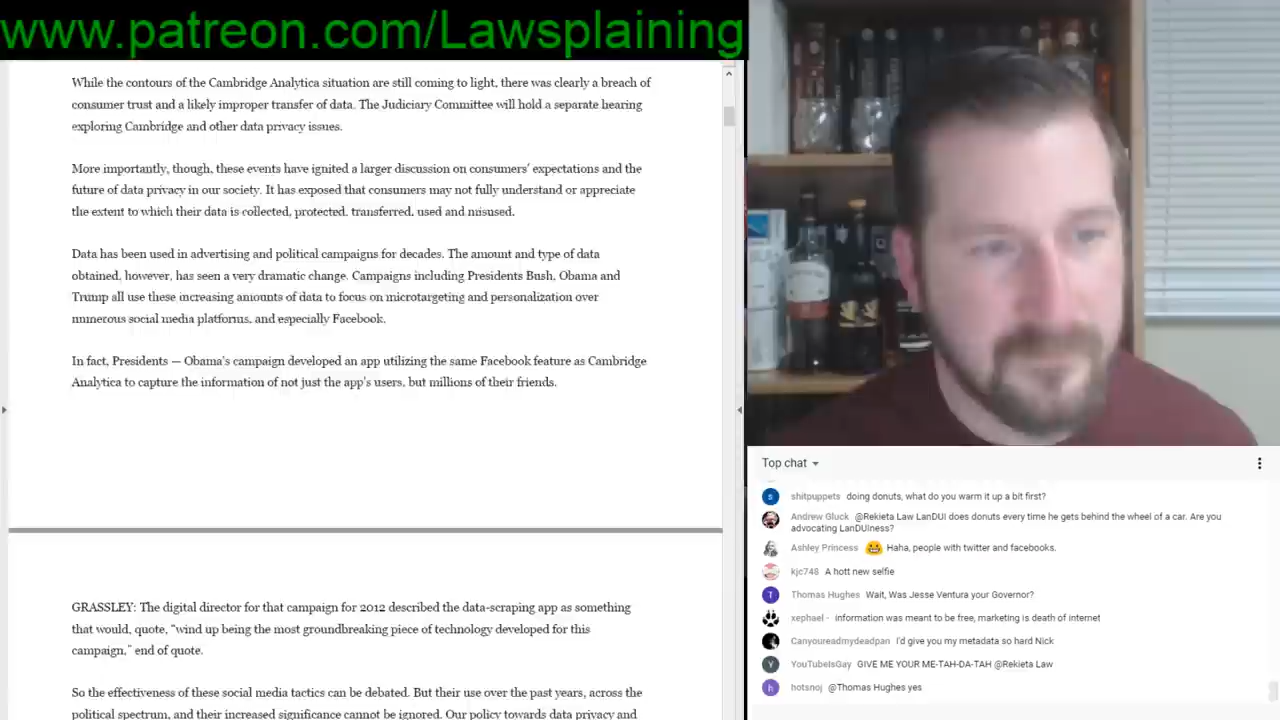 www.patreon.com/Lawsplaining
While the contours of the Cambridge Analytica situation are still coming to light, there was clearly a breach of
consumer trust and a likely improper transfer of data. The Judiciary Committee will hold a separate hearing
exploring Cambridge and other data privacy issues.
More importantly, though, these events have ignited a larger discussion on consumers' expectations and the
future of data privacy in our society. It has exposed that consumers may not fully understand or appreciate
the extent to which their data is collected, protected, transferred, used and misused.
Data has been used in advertising and political campaigns for decades. The amount and type of data
obtained, however, has seen a very dramatic change. Campaigns including Presidents Bush, Obama and
Trump all use these increasing amounts of data to focus on microtargeting and personalization over
numerous social media platforms, and especially Facebook.
In fact, Presidents — Obama's campaign developed an app utilizing the same Facebook feature as Cambridge
Analytica to capture the information of not just the app's users, but millions of their friends.
GRASSLEY: The digital director for that campaign for 2012 described the data-scraping app as something
that would, quote, "wind up being the most groundbreaking piece of technology developed for this
campaign," end of quote.
So the effectiveness of these social media tactics can be debated. But their use over the past years, across the
political spectrum, and their increased significance cannot be ignored. Our policy towards data privacy and
Top chat
s shitpuppets doing donuts, what do you warm it up a bit first?
Andrew Gluck @Rekieta Law LanDUI does donuts every time he gets behind the wheel of a car. Are you
advocating LanDUIness?
Ashley Princess Haha, people with twitter and facebooks.
kjc748 A hott new selfie
T Thomas Hughes Wait, Was Jesse Ventura your Governor?
xephael - information was meant to be free, marketing is death of internet
Canyoureadmydeadpan I'd give you my metadata so hard Nick
Y YouTubeIsGay GIVE ME YOUR ME-TAH-DA-TAH @Rekieta Law
h hotsnoj @Thomas Hughes yes